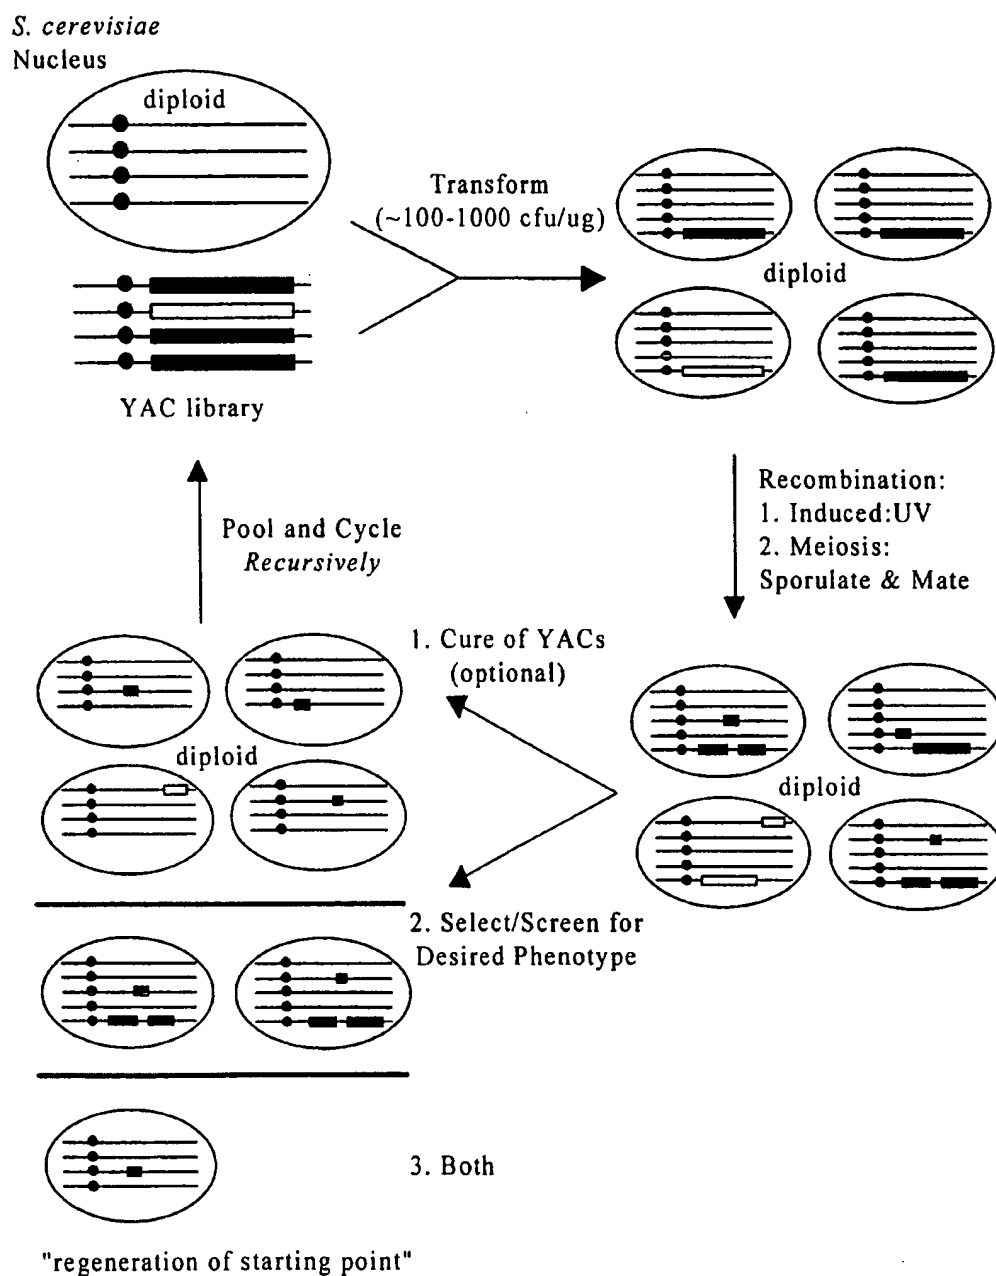 S. cerevisiae
Nucleus
diploid
Transform
(~100-1000 cfu/ug)
diploid
YAC library
Recombination:
1. Induced:UV
2. Meiosis:
Sporulate & Mate
Pool and Cycle
Recursively
1. Cure of YACs
(optional)
diploid
diploid
2. Select/Screen for
Desired Phenotype
3. Both
"regeneration of starting point"